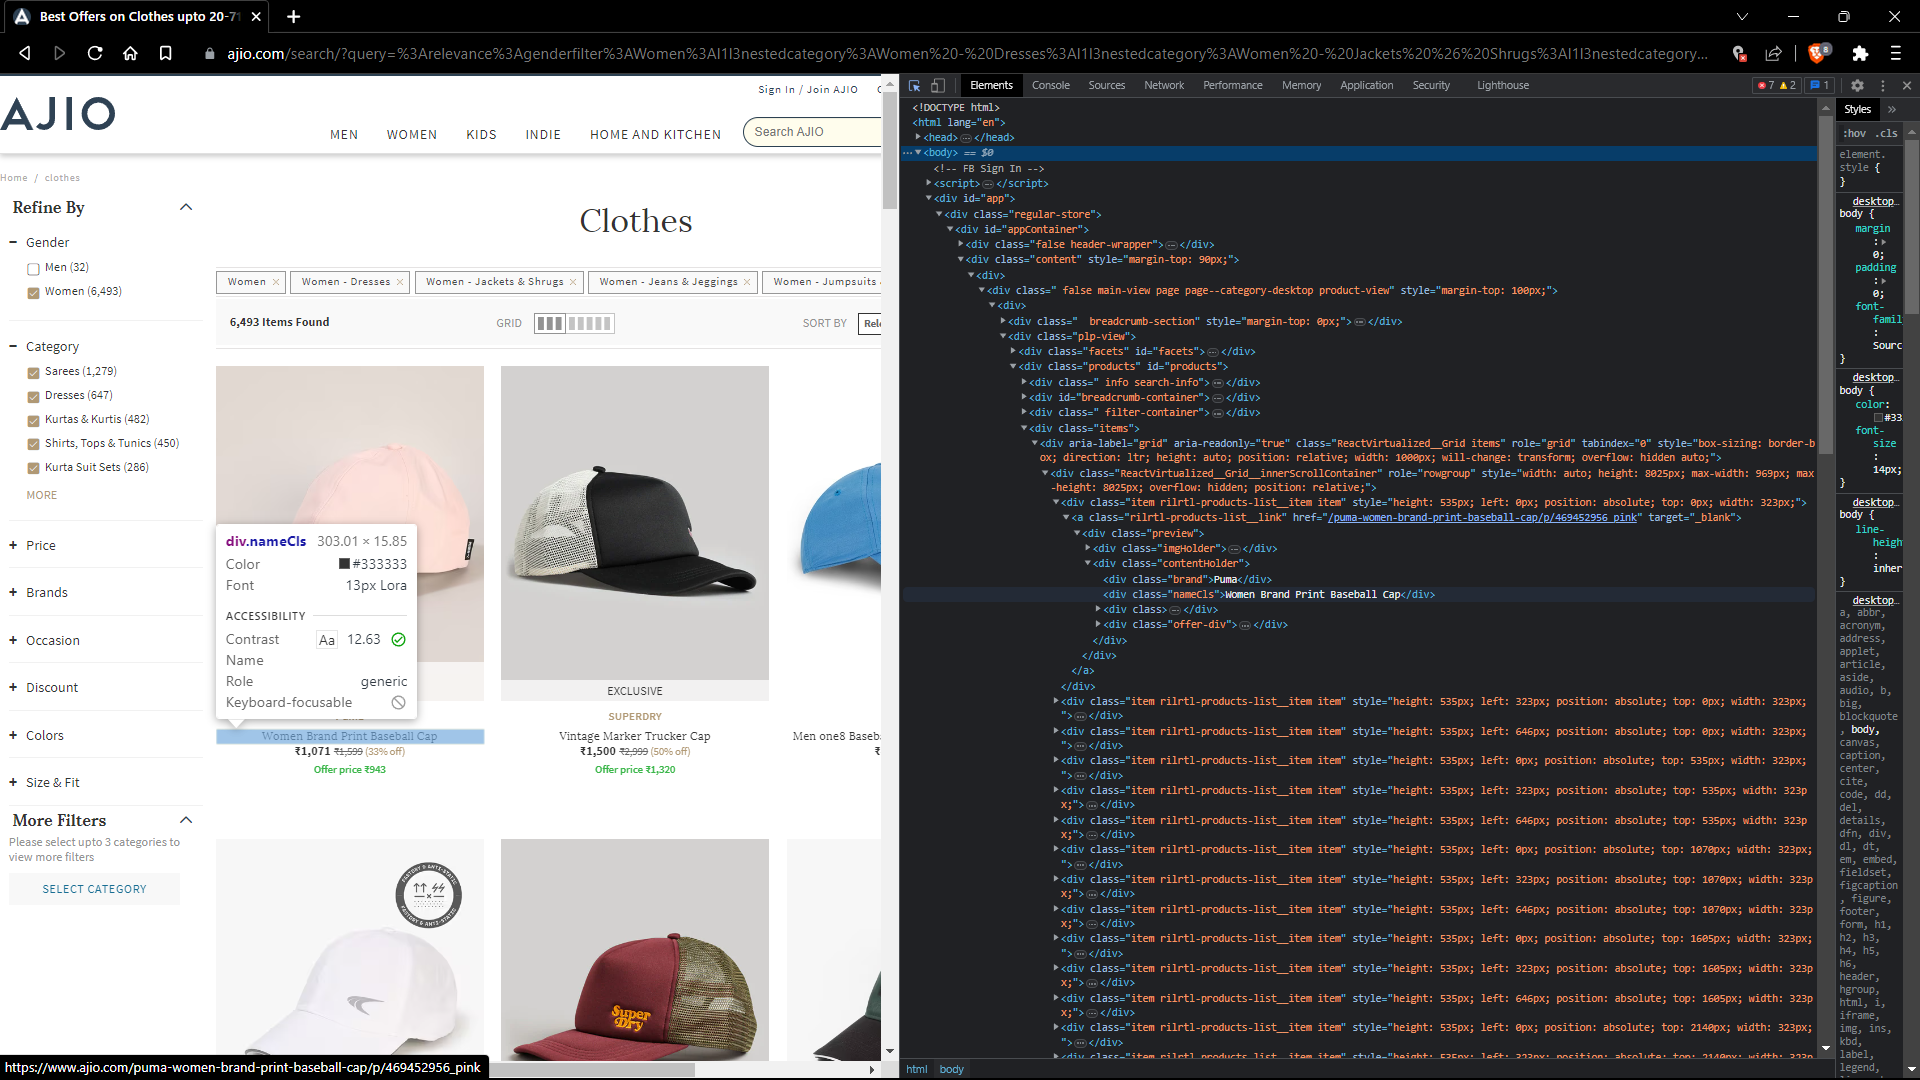 Best Offers on Clothes upto 20-71
ajio.com/search/?query=%3Arelevance%3Agenderfilter%3AWomen%3Al1l3nestedcategory%3AWomen%20-%20Dresses%3Al1l3nestedcategory%3AWomen%20-%20Jackets%20%26%20Shrugs%3Al1l3nestedcategory...
8
Sign In / Join AJIO
AJIO
MEN WOMEN KIDS INDIE HOME AND KITCHEN
Search AJIO
Home / clothes
Refine By
Gender
Men (32)
Women (6,493)
Category
Sarees (1,279)
Dresses (647)
Kurtas & Kurtis (482)
Shirts, Tops & Tunics (450)
Kurta Suit Sets (286)
MORE
Price
Brands
Occasion
Discount
Colors
Size & Fit
More Filters
Please select upto 3 categories to
view more filters
SELECT CATEGORY
Clothes
Women
Women - Dresses
Women - Jackets & Shrugs
Women - Jeans & Jeggings
Women - Jumpsuits
6,493 Items Found
GRID
SORT BY
Rel
div.nameCls 303.01 × 15.85
Color #333333
Font 13px Lora
ACCESSIBILITY
Contrast Aa 12.63
Name
Role generic
Keyboard-focusable
Women Brand Print Baseball Cap
₹1,071 ₹1,599 (33% off)
Offer price ₹943
EXCLUSIVE
SUPERDRY
Vintage Marker Trucker Cap
₹1,500 ₹2,999 (50% off)
Offer price ₹1,320
Men one8 Baseba
₹
FACTORY 8 ANTI-STATIC
Super
Dry
https://www.ajio.com/puma-women-brand-print-baseball-cap/p/469452956_pink
Elements Console Sources Network Performance Memory Application Security Lighthouse
7 2 1
<!DOCTYPE html>
<html lang="en">
<head>…</head>
<body> == $0
<!-- FB Sign In -->
<script>…</script>
<div id="app">
<div class="regular-store">
<div id="appContainer">
<div class="false header-wrapper">…</div>
<div class="content" style="margin-top: 90px;">
<div>
<div class=" false main-view page page--category-desktop product-view" style="margin-top: 100px;">
<div>
<div class="  breadcrumb-section" style="margin-top: 0px;">…</div>
<div class="plp-view">
<div class="facets" id="facets">…</div>
<div class="products" id="products">
<div class=" info search-info">…</div>
<div id="breadcrumb-container">…</div>
<div class=" filter-container">…</div>
<div class="items">
<div aria-label="grid" aria-readonly="true" class="ReactVirtualized__Grid items" role="grid" tabindex="0" style="box-sizing: border-b
ox; direction: ltr; height: auto; position: relative; width: 1000px; will-change: transform; overflow: hidden auto;">
<div class="ReactVirtualized__Grid__innerScrollContainer" role="rowgroup" style="width: auto; height: 8025px; max-width: 969px; max
-height: 8025px; overflow: hidden; position: relative;">
<div class="item rilrtl-products-list__item item" style="height: 535px; left: 0px; position: absolute; top: 0px; width: 323px;">
<a class="rilrtl-products-list__link" href="/puma-women-brand-print-baseball-cap/p/469452956_pink" target="_blank">
<div class="preview">
<div class="imgHolder">…</div>
<div class="contentHolder">
<div class="brand">Puma</div>
<div class="nameCls">Women Brand Print Baseball Cap</div>
<div class>…</div>
<div class="offer-div">…</div>
</div>
</div>
</a>
</div>
<div class="item rilrtl-products-list__item item" style="height: 535px; left: 323px; position: absolute; top: 0px; width: 323px;
">…</div>
<div class="item rilrtl-products-list__item item" style="height: 535px; left: 646px; position: absolute; top: 0px; width: 323px;
">…</div>
<div class="item rilrtl-products-list__item item" style="height: 535px; left: 0px; position: absolute; top: 535px; width: 323px;
">…</div>
<div class="item rilrtl-products-list__item item" style="height: 535px; left: 323px; position: absolute; top: 535px; width: 323p
x;">…</div>
<div class="item rilrtl-products-list__item item" style="height: 535px; left: 646px; position: absolute; top: 535px; width: 323p
x;">…</div>
<div class="item rilrtl-products-list__item item" style="height: 535px; left: 0px; position: absolute; top: 1070px; width: 323px;
">…</div>
<div class="item rilrtl-products-list__item item" style="height: 535px; left: 323px; position: absolute; top: 1070px; width: 323p
x;">…</div>
<div class="item rilrtl-products-list__item item" style="height: 535px; left: 646px; position: absolute; top: 1070px; width: 323p
x;">…</div>
<div class="item rilrtl-products-list__item item" style="height: 535px; left: 0px; position: absolute; top: 1605px; width: 323px;
">…</div>
<div class="item rilrtl-products-list__item item" style="height: 535px; left: 323px; position: absolute; top: 1605px; width: 323p
x;">…</div>
<div class="item rilrtl-products-list__item item" style="height: 535px; left: 646px; position: absolute; top: 1605px; width: 323p
x;">…</div>
<div class="item rilrtl-products-list__item item" style="height: 535px; left: 0px; position: absolute; top: 2140px; width: 323px;
">…</div>
<div class="item rilrtl-products-list__item item" style="height: 535px; left: 323px; position: absolute; top: 2140px; width: 323p
html body
Styles
:hov .cls
element.
style {
}
desktop…
body {
margin
:
0;
padding
:
0;
font-
famil
:
Sourc
}
desktop…
body {
color:
#33
font-
size
:
14px;
}
desktop…
body {
line-
heigh
:
inher
}
desktop…
a, abbr,
acronym,
address,
applet,
article,
aside,
audio, b,
big,
blockquote
, body,
canvas,
caption,
center,
cite,
code, dd,
del,
details,
dfn, div,
dl, dt,
em, embed,
fieldset,
figcaption
, figure,
footer,
form, h1,
h2, h3,
h4, h5,
h6,
header,
hgroup,
html, i,
iframe,
img, ins,
kbd,
label,
legend,